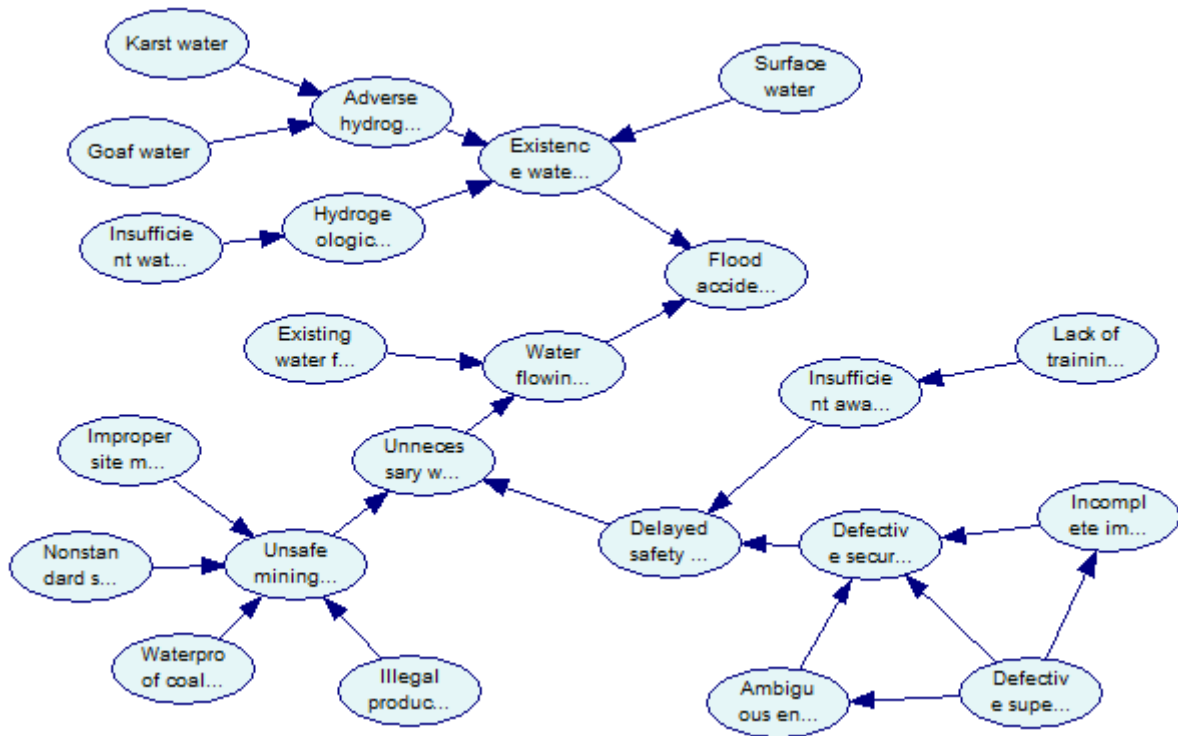 Karst water
Surface
water
Adverse
hydrog...
Goaf water
Existenc
e wate...
Hydroge
ologic...
Insufficie
nt wat...
Flood
accide...
Existing
water f...
Water
flowin...
Lack of
trainin...
Insufficie
nt awa...
Improper
site m...
Unneces
sary w...
Incompl
ete im...
Delayed
safety ...
Defectiv
e secur...
Nonstan
dard s...
Unsafe
mining...
Waterpro
of coal...
Illegal
produc...
Ambigu
ous en...
Defectiv
e supe...